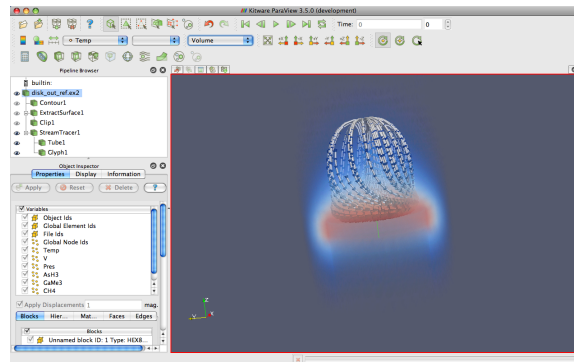 Kitware ParaView 3.5.0 (development)
Time: 0 0
Temp Volume
Pipeline Browser
builtin:
disk_out_ref.ex2
Contour1
ExtractSurface1
Clip1
StreamTracer1
Tube1
Glyph1
Object Inspector
Properties Display Information
Apply Reset Delete ?
Variables
Object Ids
Global Element Ids
File Ids
Global Node Ids
Temp
V
Pres
AsH3
GaMe3
CH4
Apply Displacements 1 mag.
Blocks Hier... Mat... Faces Edges
Blocks
Unnamed block ID: 1 Type: HEX8...
Z
Y X